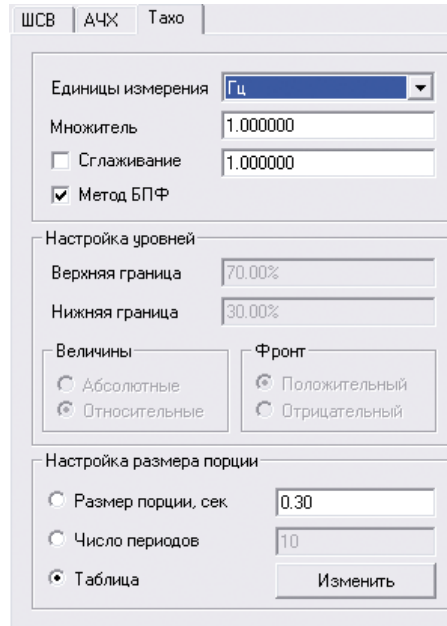 ШСВ АЧХ Тахо
Единицы измерения Гц
Множитель 1.000000
Сглаживание 1.000000
Метод БПФ
Настройка уровней
Верхняя граница 70.00%
Нижняя граница 30.00%
Величины Фронт
Абсолютные Положительный
Относительные Отрицательный
Настройка размера порции
Размер порции, сек 0.30
Число периодов 10
Таблица Изменить